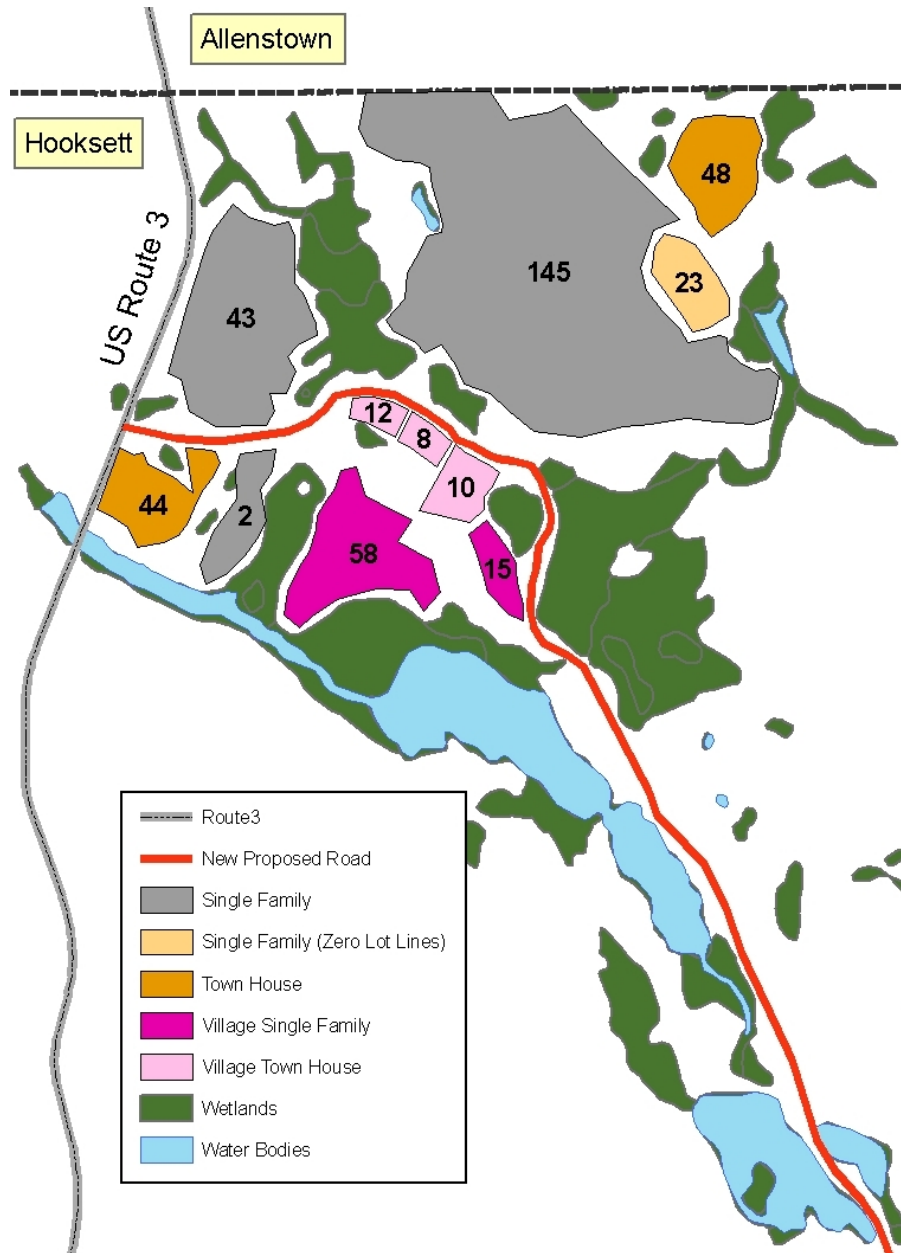 Allenstown
Hooksett
US Route 3
48
145
23
43
12
8
10
44
2
58
15
Route3
New Proposed Road
Single Family
Single Family (Zero Lot Lines)
Town House
Village Single Family
Village Town House
Wetlands
Water Bodies